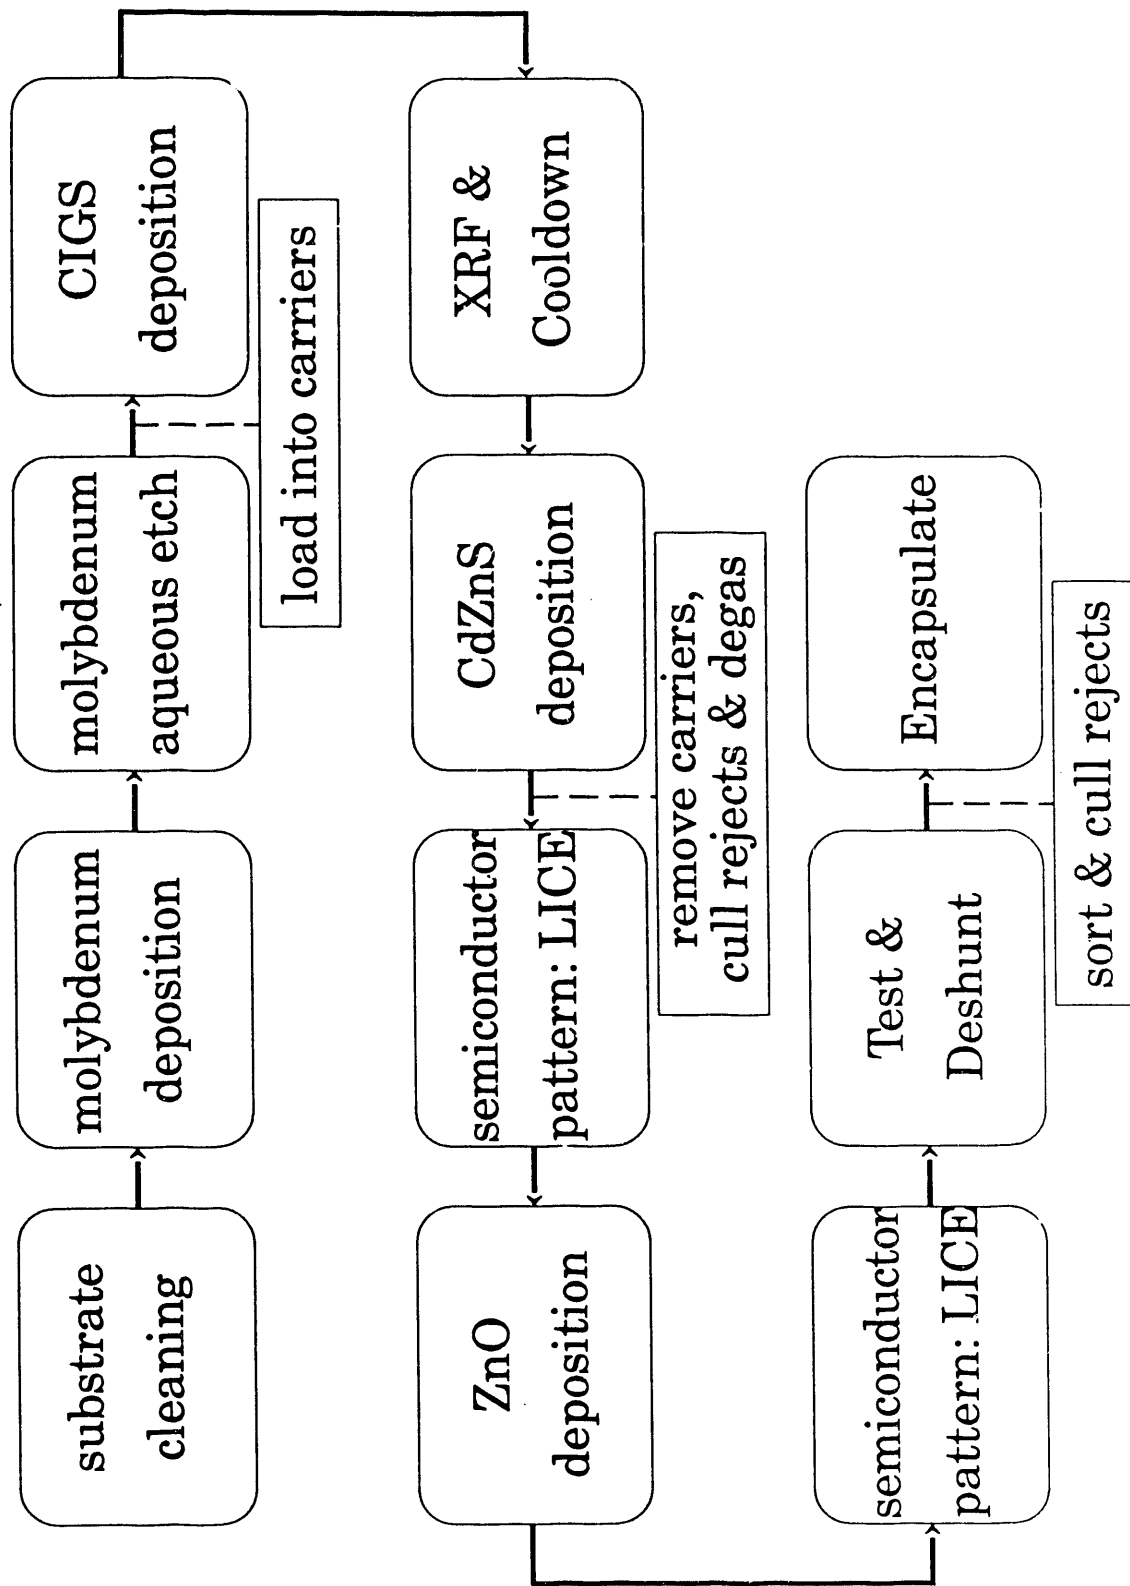 substrate
cleaning
molybdenum
deposition
molybdenum
aqueous etch
load into carriers
CIGS
deposition
XRF &
Cooldown
CdZnS
deposition
remove carriers,
cull rejects & degas
semiconductor
pattern: LICE
ZnO
deposition
semiconductor
pattern: LICE
Test &
Deshunt
sort & cull rejects
Encapsulate